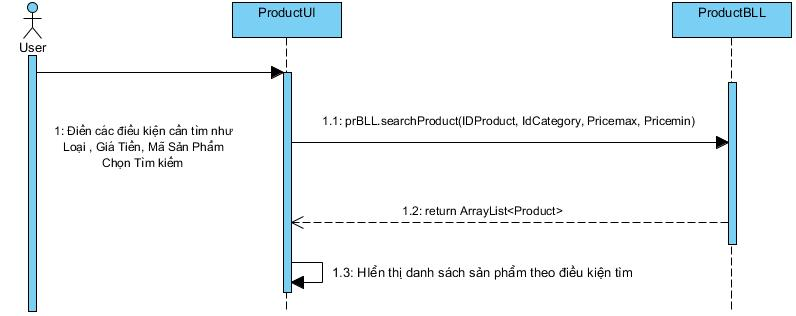 User
ProductUI
ProductBLL
1: Điền các điều kiện cần tìm như
Loại , Giá Tiền, Mã Sản Phẩm
Chọn Tìm kiếm
1.1: prBLL.searchProduct(IDProduct, IdCategory, Pricemax, Pricemin)
1.2: return ArrayList<Product>
1.3: HIển thị danh sách sản phẩm theo điều kiện tìm